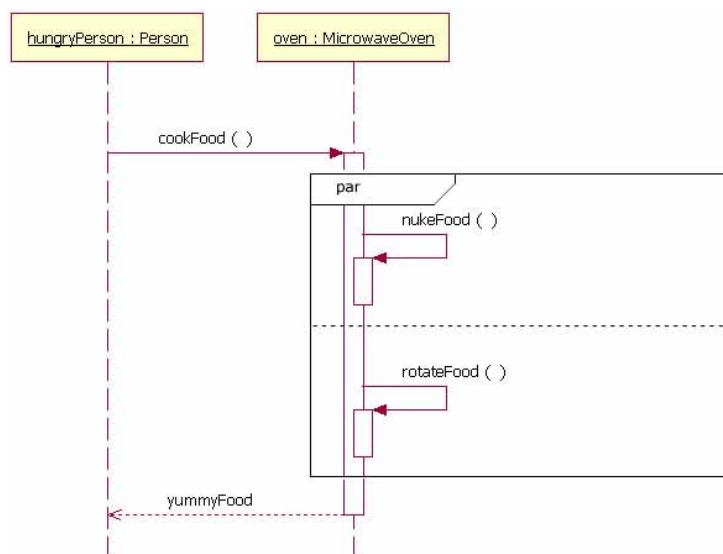 hungryPerson : Person
oven : MicrowaveOven
cookFood ( )
par
nukeFood ( )
rotateFood ( )
yummyFood